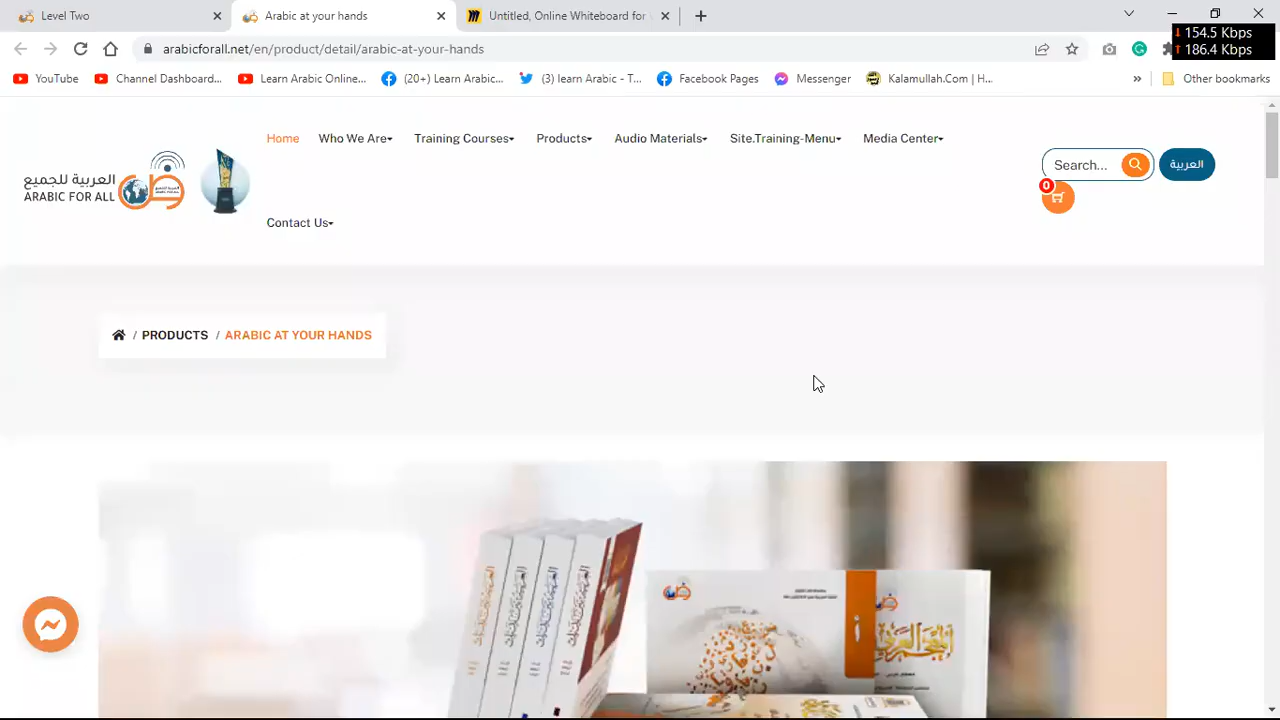 Level Two
Arabic at your hands
Untitled, Online Whiteboard for
154.5 Kbps
186.4 Kbps
arabicforall.net/en/product/detail/arabic-at-your-hands
YouTube
Channel Dashboard...
Learn Arabic Online...
(20+) Learn Arabic...
(3) learn Arabic - T...
Facebook Pages
Messenger
Kalamullah.Com | H...
»
Other bookmarks
Home
Who We Are
Training Courses
Products
Audio Materials
Site.Training-Menu
Media Center
العربية للجميع
ARABIC FOR ALL
Search...
العربية
0
Contact Us
/ PRODUCTS / ARABIC AT YOUR HANDS